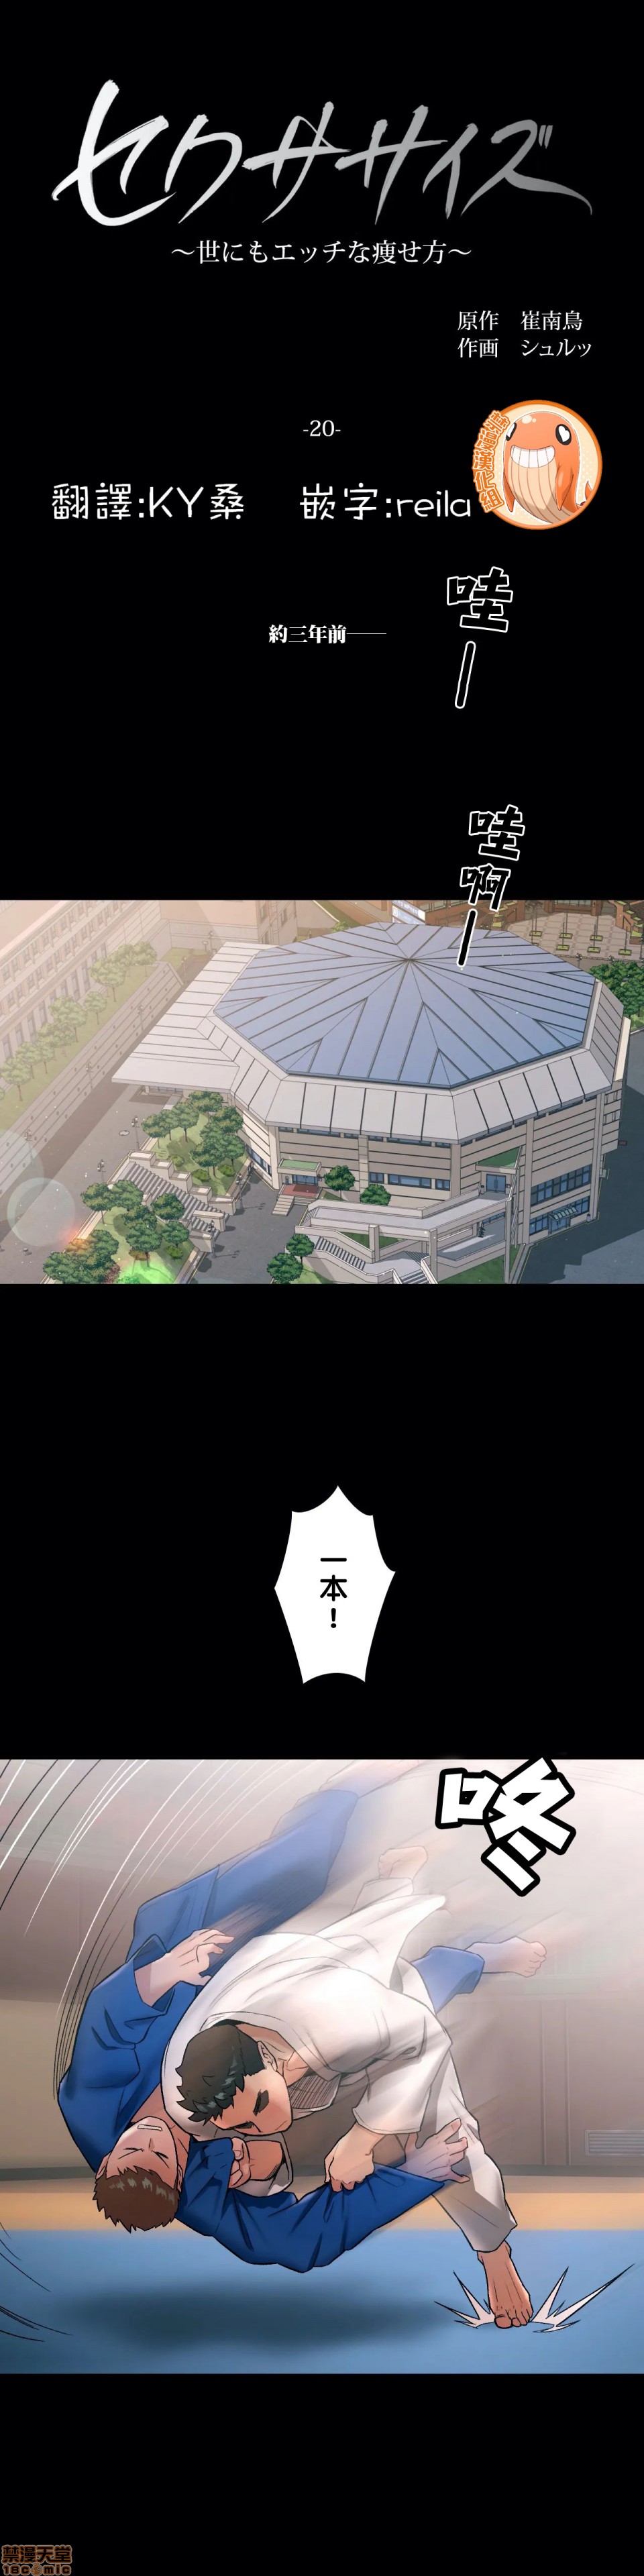 セクササイズ
～世にもエッチな痩せ方～
原作　崔南鳥
作画　シュルッ
-20-
翻譯:KY桑　嵌字:reila
漢化組
哇—
約三年前——
哇啊—
一本！
咚
禁漫天堂
18COMIC